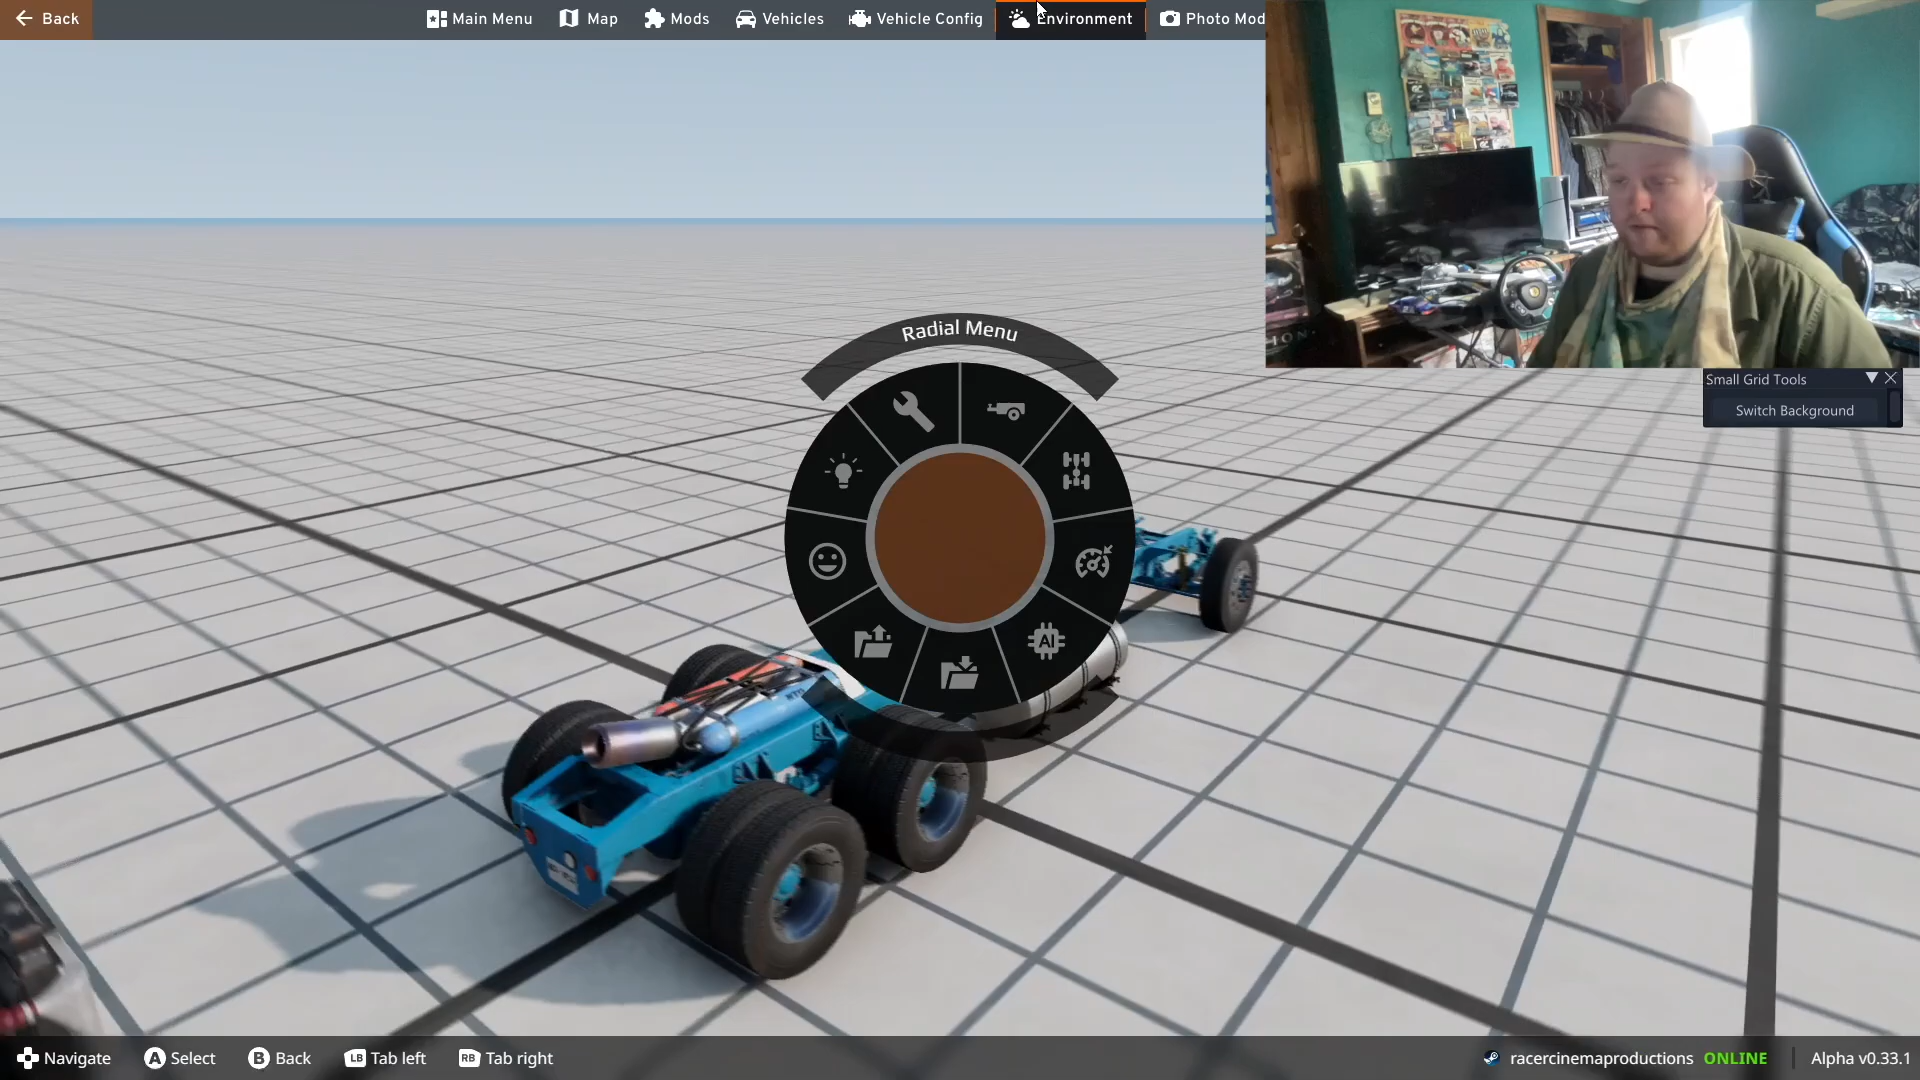 Back
Main Menu
Map
Mods
Vehicles
Vehicle Config
Environment
Photo Mod
Radial Menu
Small Grid Tools
Switch Background
AI
Navigate
A Select
B Back
LB Tab left
RB Tab right
racercinemaproductions ONLINE
Alpha v0.33.1